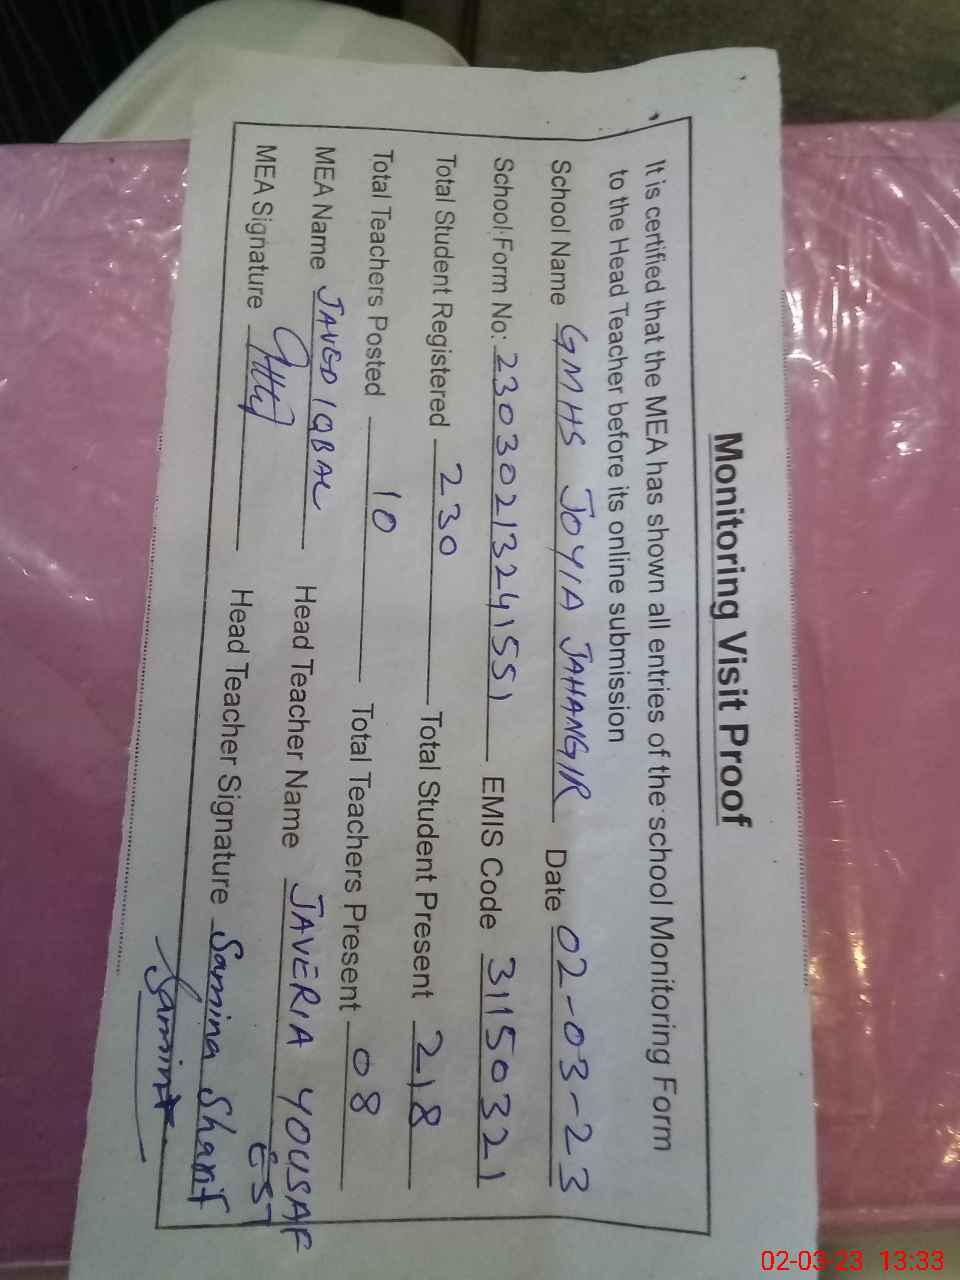 Monitoring Visit Proof
It is certified that the MEA has shown all entries of the school Monitoring Form
to the Head Teacher before its online submission
School Name GMHS JOYIA JAHANGIR Date 02-03-23
School Form No: 23030213241551 EMIS Code 31150321
Total Student Registered 230 Total Student Present 218
Total Teachers Posted 10 Total Teachers Present 08
MEA Name JAVED IQBAL Head Teacher Name JAVERIA YOUSAF
EST
MEA Signature Head Teacher Signature Samina Sharif
02-03-23 13:33